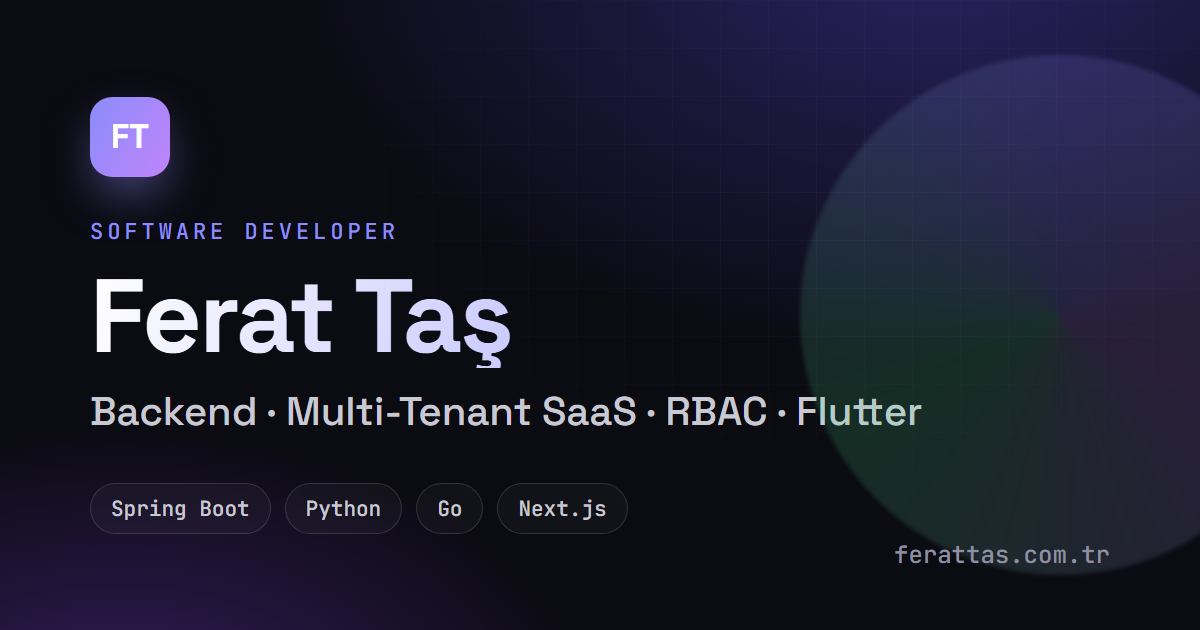 FT
SOFTWARE DEVELOPER
Ferat Taş
Backend · Multi-Tenant SaaS · RBAC · Flutter
Spring Boot Python Go Next.js
ferattas.com.tr